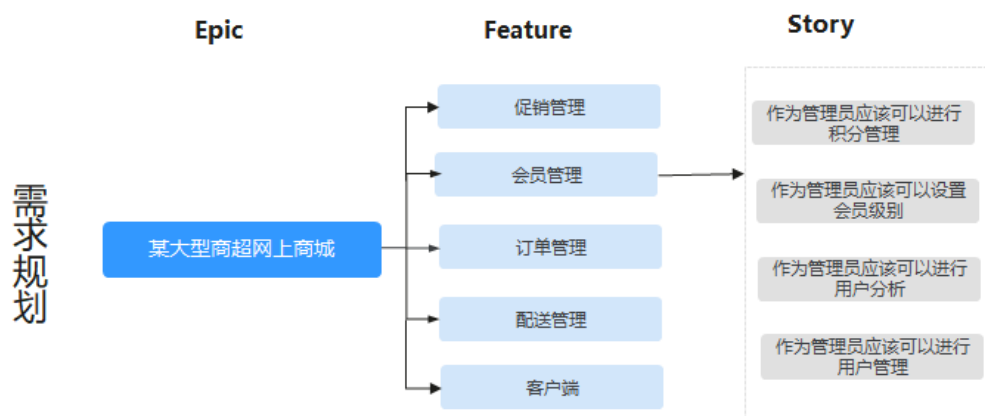 Epic
Feature
Story
需求规划
某大型商超网上商城
促销管理
会员管理
订单管理
配送管理
客户端
作为管理员应该可以进行
积分管理
作为管理员应该可以设置
会员级别
作为管理员应该可以进行
用户分析
作为管理员应该可以进行
用户管理